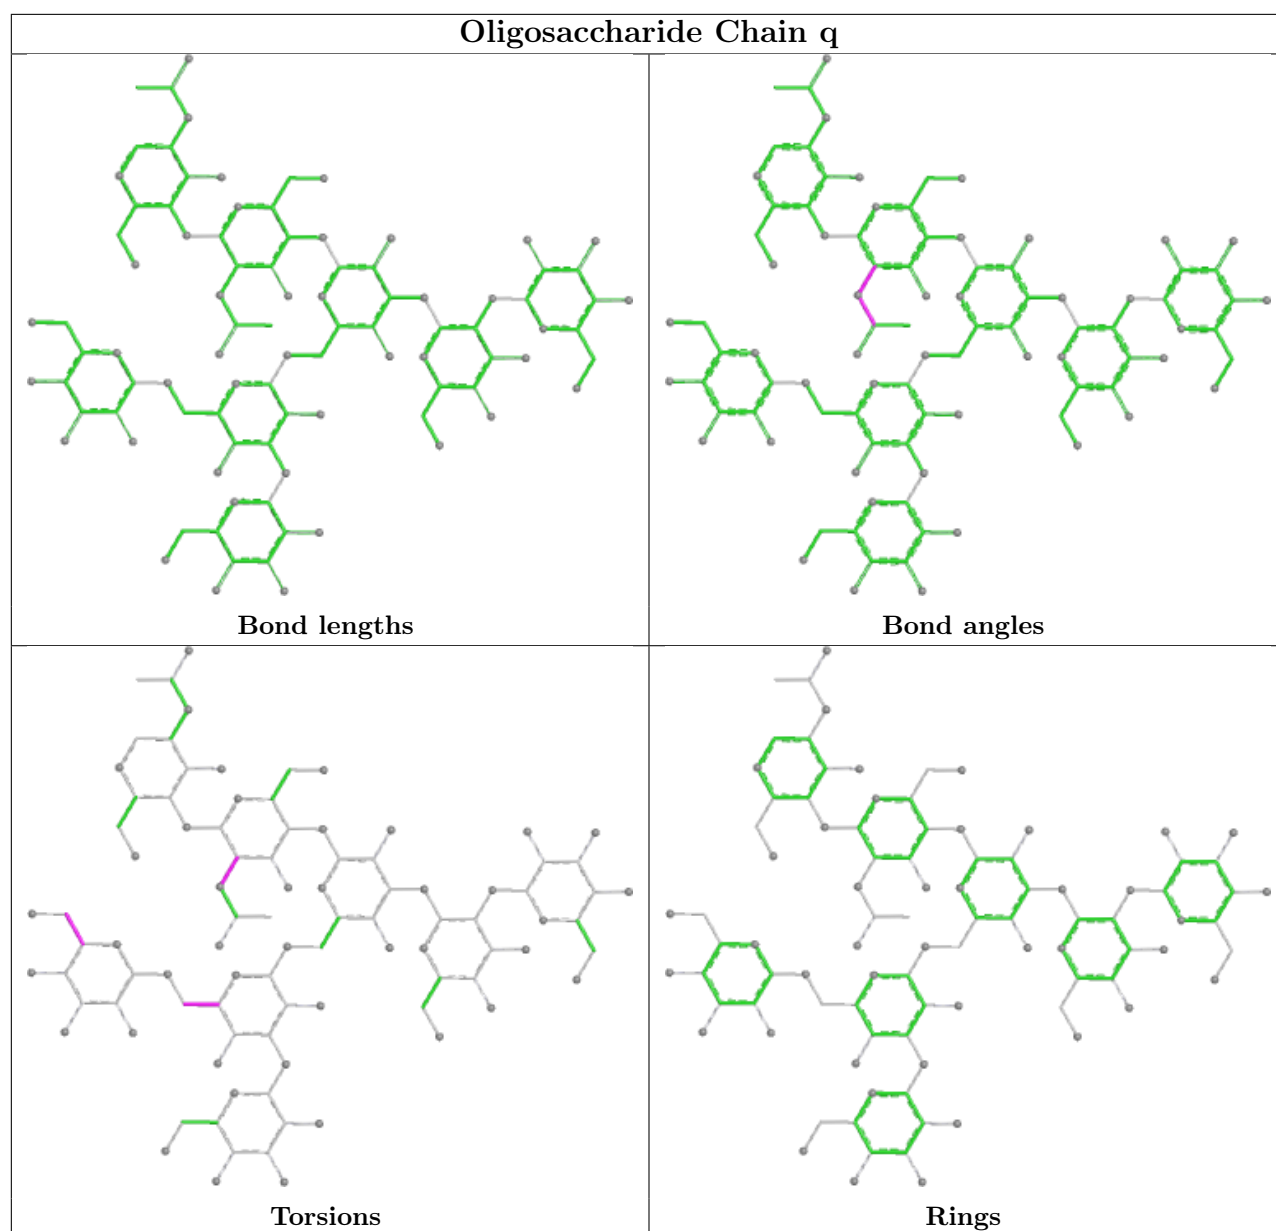 Oligosaccharide Chain q
Bond lengths
Bond angles
Torsions
Rings